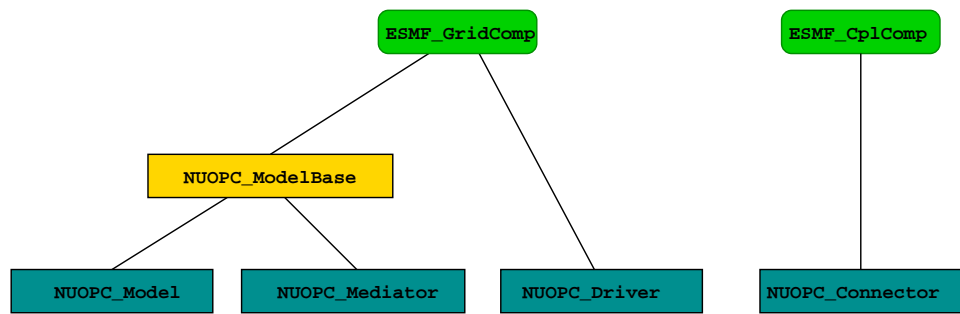 ESMF_GridComp
ESMF_CplComp
NUOPC_ModelBase
NUOPC_Model
NUOPC_Mediator
NUOPC_Driver
NUOPC_Connector